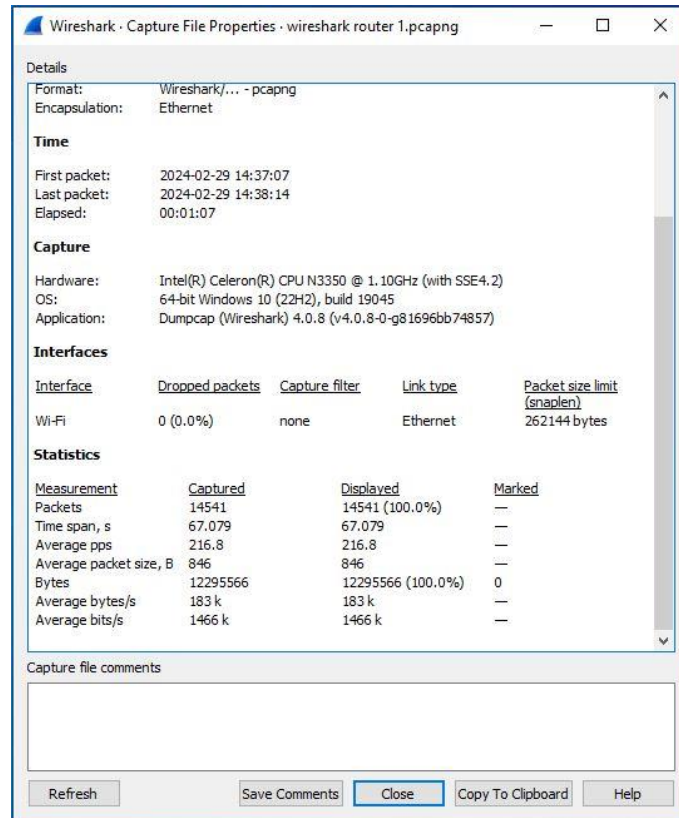 Wireshark · Capture File Properties · wireshark router 1.pcapng
Details
Format: Wireshark/... - pcapng
Encapsulation: Ethernet
Time
First packet: 2024-02-29 14:37:07
Last packet: 2024-02-29 14:38:14
Elapsed: 00:01:07
Capture
Hardware: Intel(R) Celeron(R) CPU N3350 @ 1.10GHz (with SSE4.2)
OS: 64-bit Windows 10 (22H2), build 19045
Application: Dumpcap (Wireshark) 4.0.8 (v4.0.8-0-g81696bb74857)
Interfaces
Interface Dropped packets Capture filter Link type Packet size limit
(snaplen)
Wi-Fi 0 (0.0%) none Ethernet 262144 bytes
Statistics
Measurement Captured Displayed Marked
Packets 14541 14541 (100.0%) —
Time span, s 67.079 67.079 —
Average pps 216.8 216.8 —
Average packet size, B 846 846 —
Bytes 12295566 12295566 (100.0%) 0
Average bytes/s 183 k 183 k —
Average bits/s 1466 k 1466 k —
Capture file comments
Refresh Save Comments Close Copy To Clipboard Help